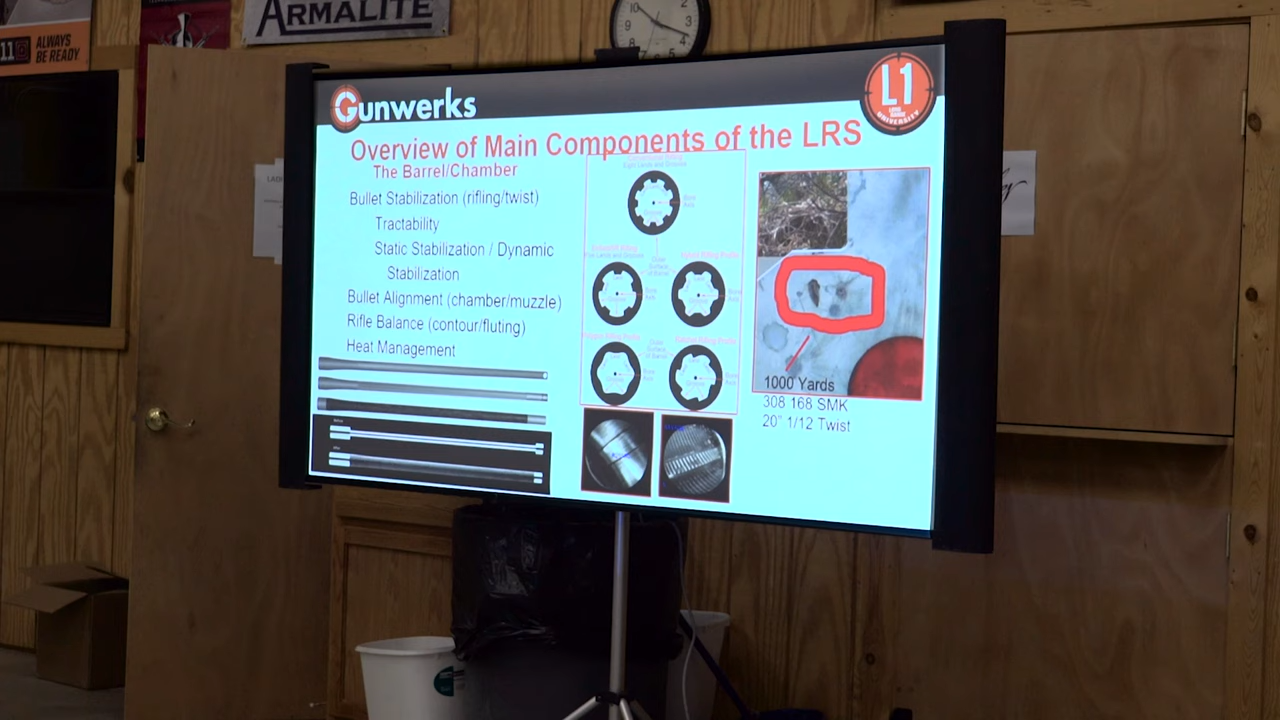 ARMALITE
ALWAYS
BE READY
Gunwerks
L1
UNIVERSITY
Overview of Main Components of the LRS
The Barrel/Chamber
Bullet Stabilization (rifling/twist)
Tractability
Static Stabilization / Dynamic
Stabilization
Bullet Alignment (chamber/muzzle)
Rifle Balance (contour/fluting)
Heat Management
1000 Yards
308 168 SMK
20" 1/12 Twist